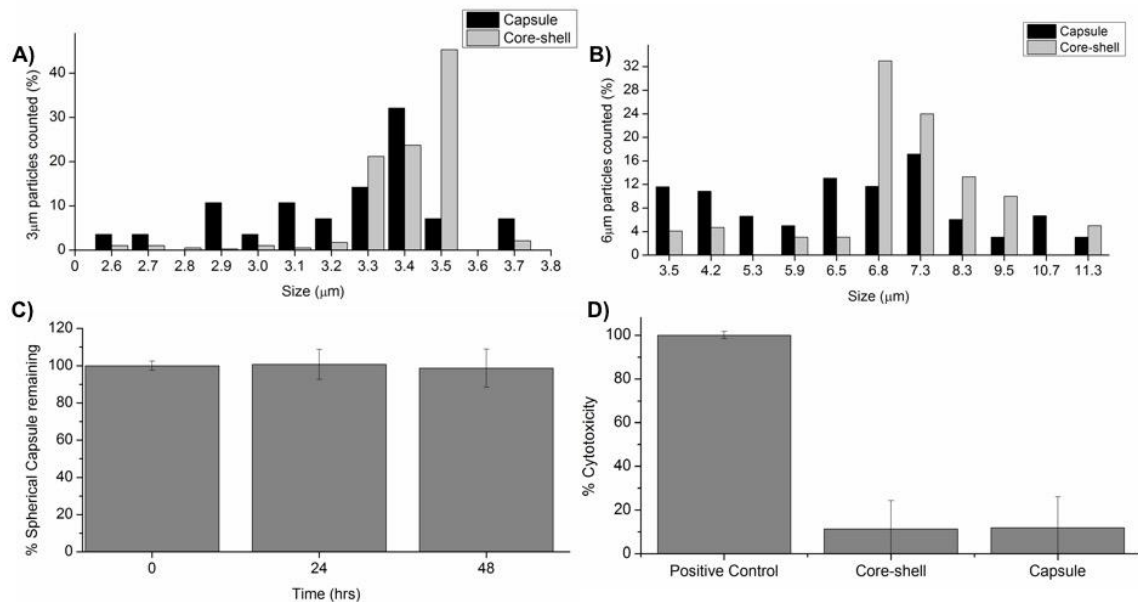 A)
Capsule
Core-shell
3μm particles counted (%)
40
30
20
10
0
0 2.6 2.7 2.8 2.9 3.0 3.1 3.2 3.3 3.4 3.5 3.6 3.7 3.8
Size (μm)
B)
Capsule
Core-shell
6μm particles counted (%)
32
28
24
20
16
12
8
4
0
3.5 4.2 5.3 5.9 6.5 6.8 7.3 8.3 9.5 10.7 11.3
Size (μm)
C)
% Spherical Capsule remaining
120
100
80
60
40
20
0
0 24 48
Time (hrs)
D)
% Cytotoxicity
100
80
60
40
20
0
Positive Control Core-shell Capsule